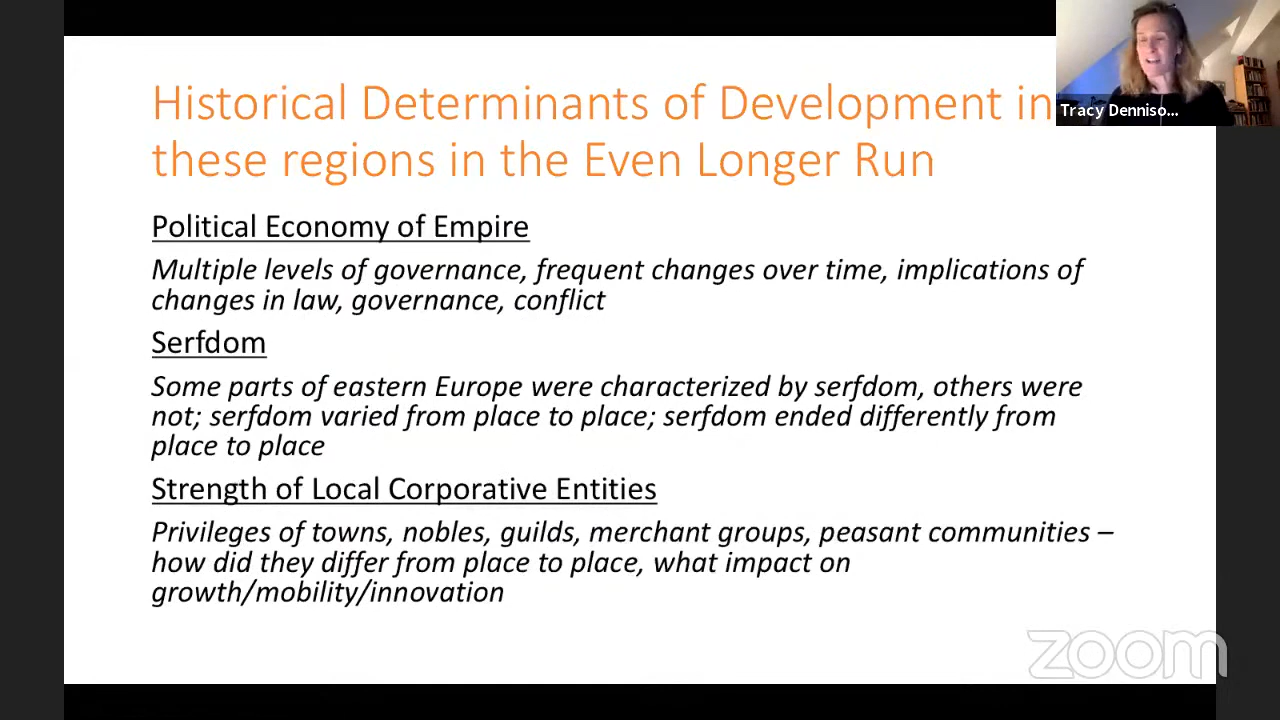 Historical Determinants of Development in
these regions in the Even Longer Run
Tracy Denniso...
Political Economy of Empire
Multiple levels of governance, frequent changes over time, implications of
changes in law, governance, conflict
Serfdom
Some parts of eastern Europe were characterized by serfdom, others were
not; serfdom varied from place to place; serfdom ended differently from
place to place
Strength of Local Corporative Entities
Privileges of towns, nobles, guilds, merchant groups, peasant communities –
how did they differ from place to place, what impact on
growth/mobility/innovation
zoom